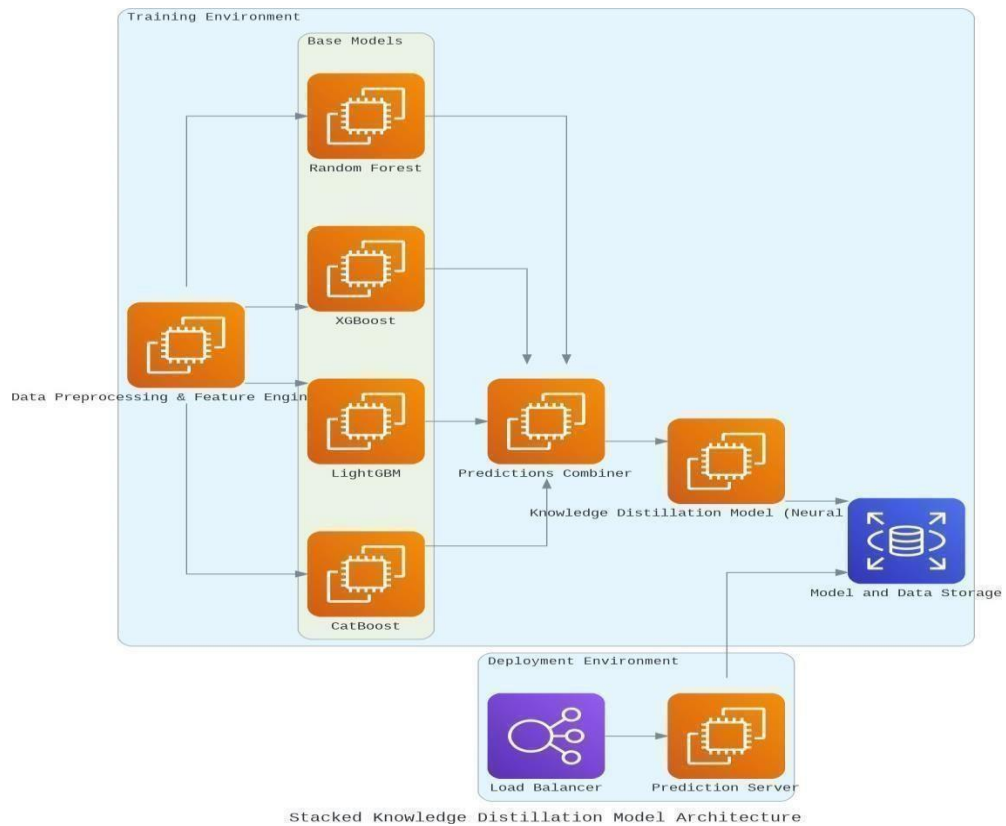 Training Environment
Base Models
Random Forest
XGBoost
Data Preprocessing & Feature Engin
LightGBM
Predictions Combiner
Knowledge Distillation Model (Neural
CatBoost
Model and Data Storage
Deployment Environment
Load Balancer
Prediction Server
Stacked Knowledge Distillation Model Architecture